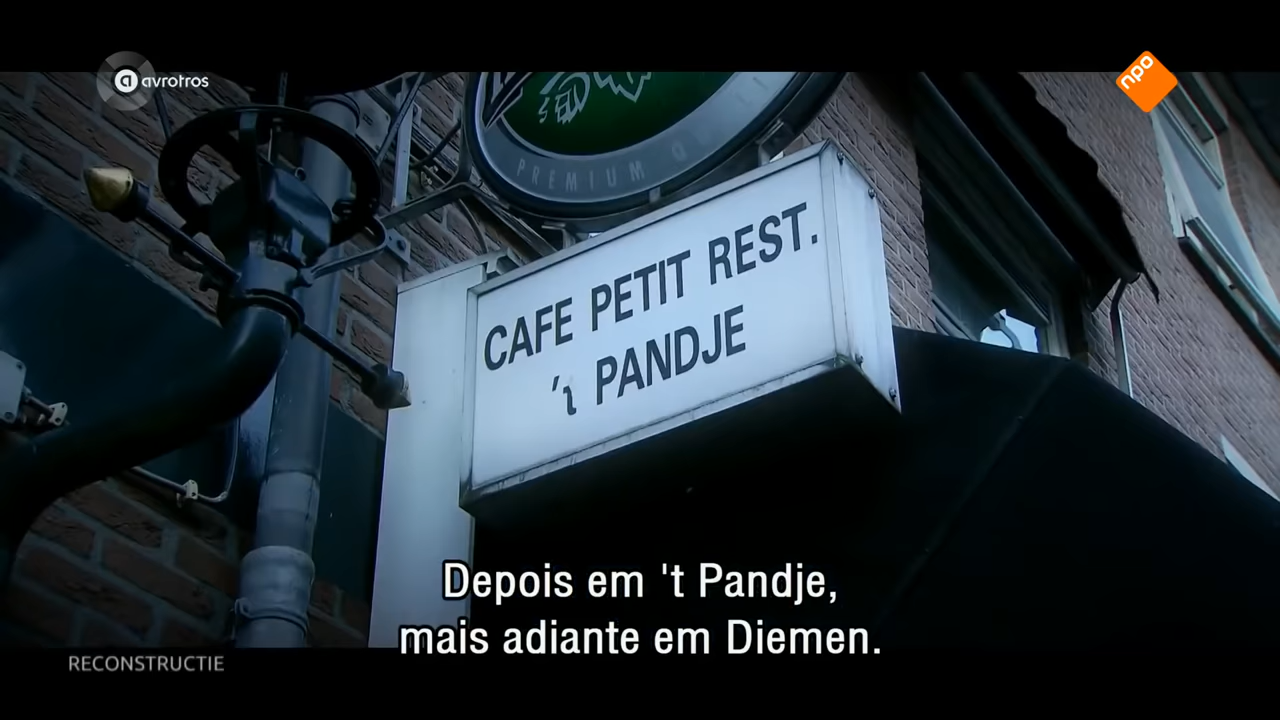 avrotros
npo
PREMIUM
CAFE PETIT REST.
't PANDJE
Depois em 't Pandje,
mais adiante em Diemen.
RECONSTRUCTIE